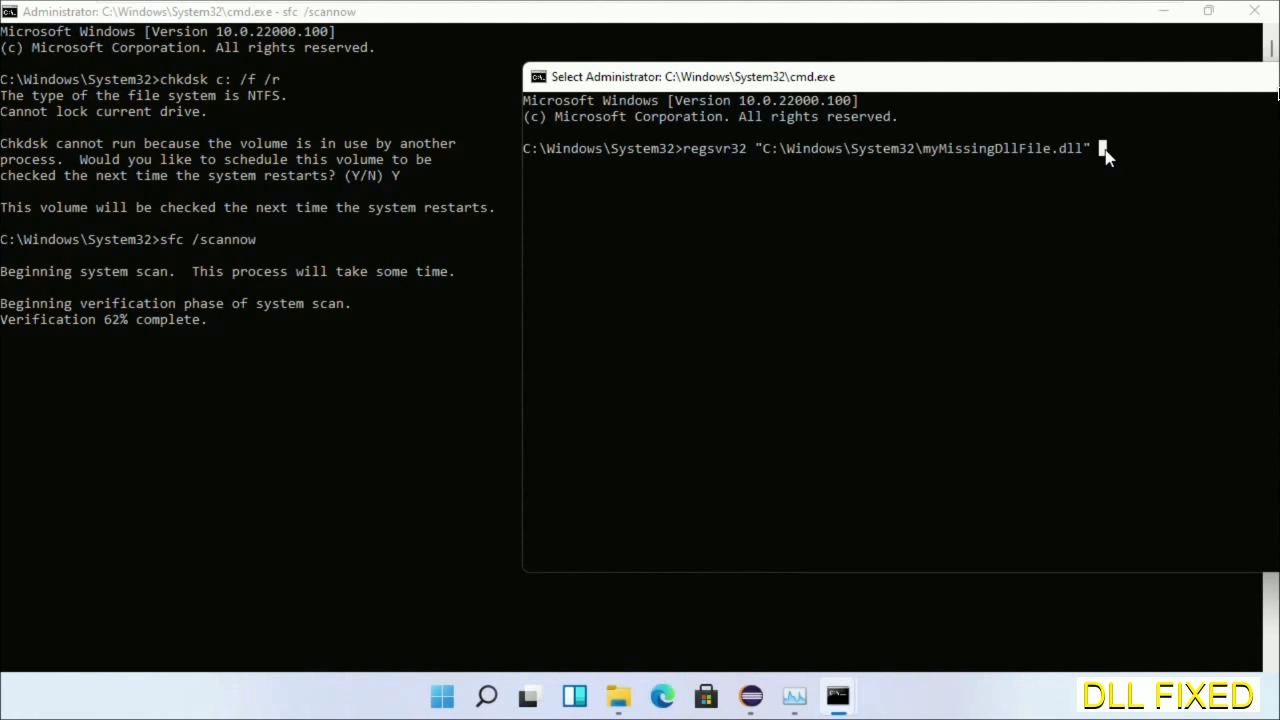 Administrator: C:\Windows\System32\cmd.exe - sfc /scannow
Microsoft Windows [Version 10.0.22000.100]
(c) Microsoft Corporation. All rights reserved.
C:\Windows\System32>chkdsk c: /f /r
The type of the file system is NTFS.
Cannot lock current drive.
Chkdsk cannot run because the volume is in use by another
process.  Would you like to schedule this volume to be
checked the next time the system restarts? (Y/N) Y
This volume will be checked the next time the system restarts.
C:\Windows\System32>sfc /scannow
Beginning system scan.  This process will take some time.
Beginning verification phase of system scan.
Verification 62% complete.
Select Administrator: C:\Windows\System32\cmd.exe
Microsoft Windows [Version 10.0.22000.100]
(c) Microsoft Corporation. All rights reserved.
C:\Windows\System32>regsvr32 "C:\Windows\System32\myMissingDllFile.dll"
DLL FIXED